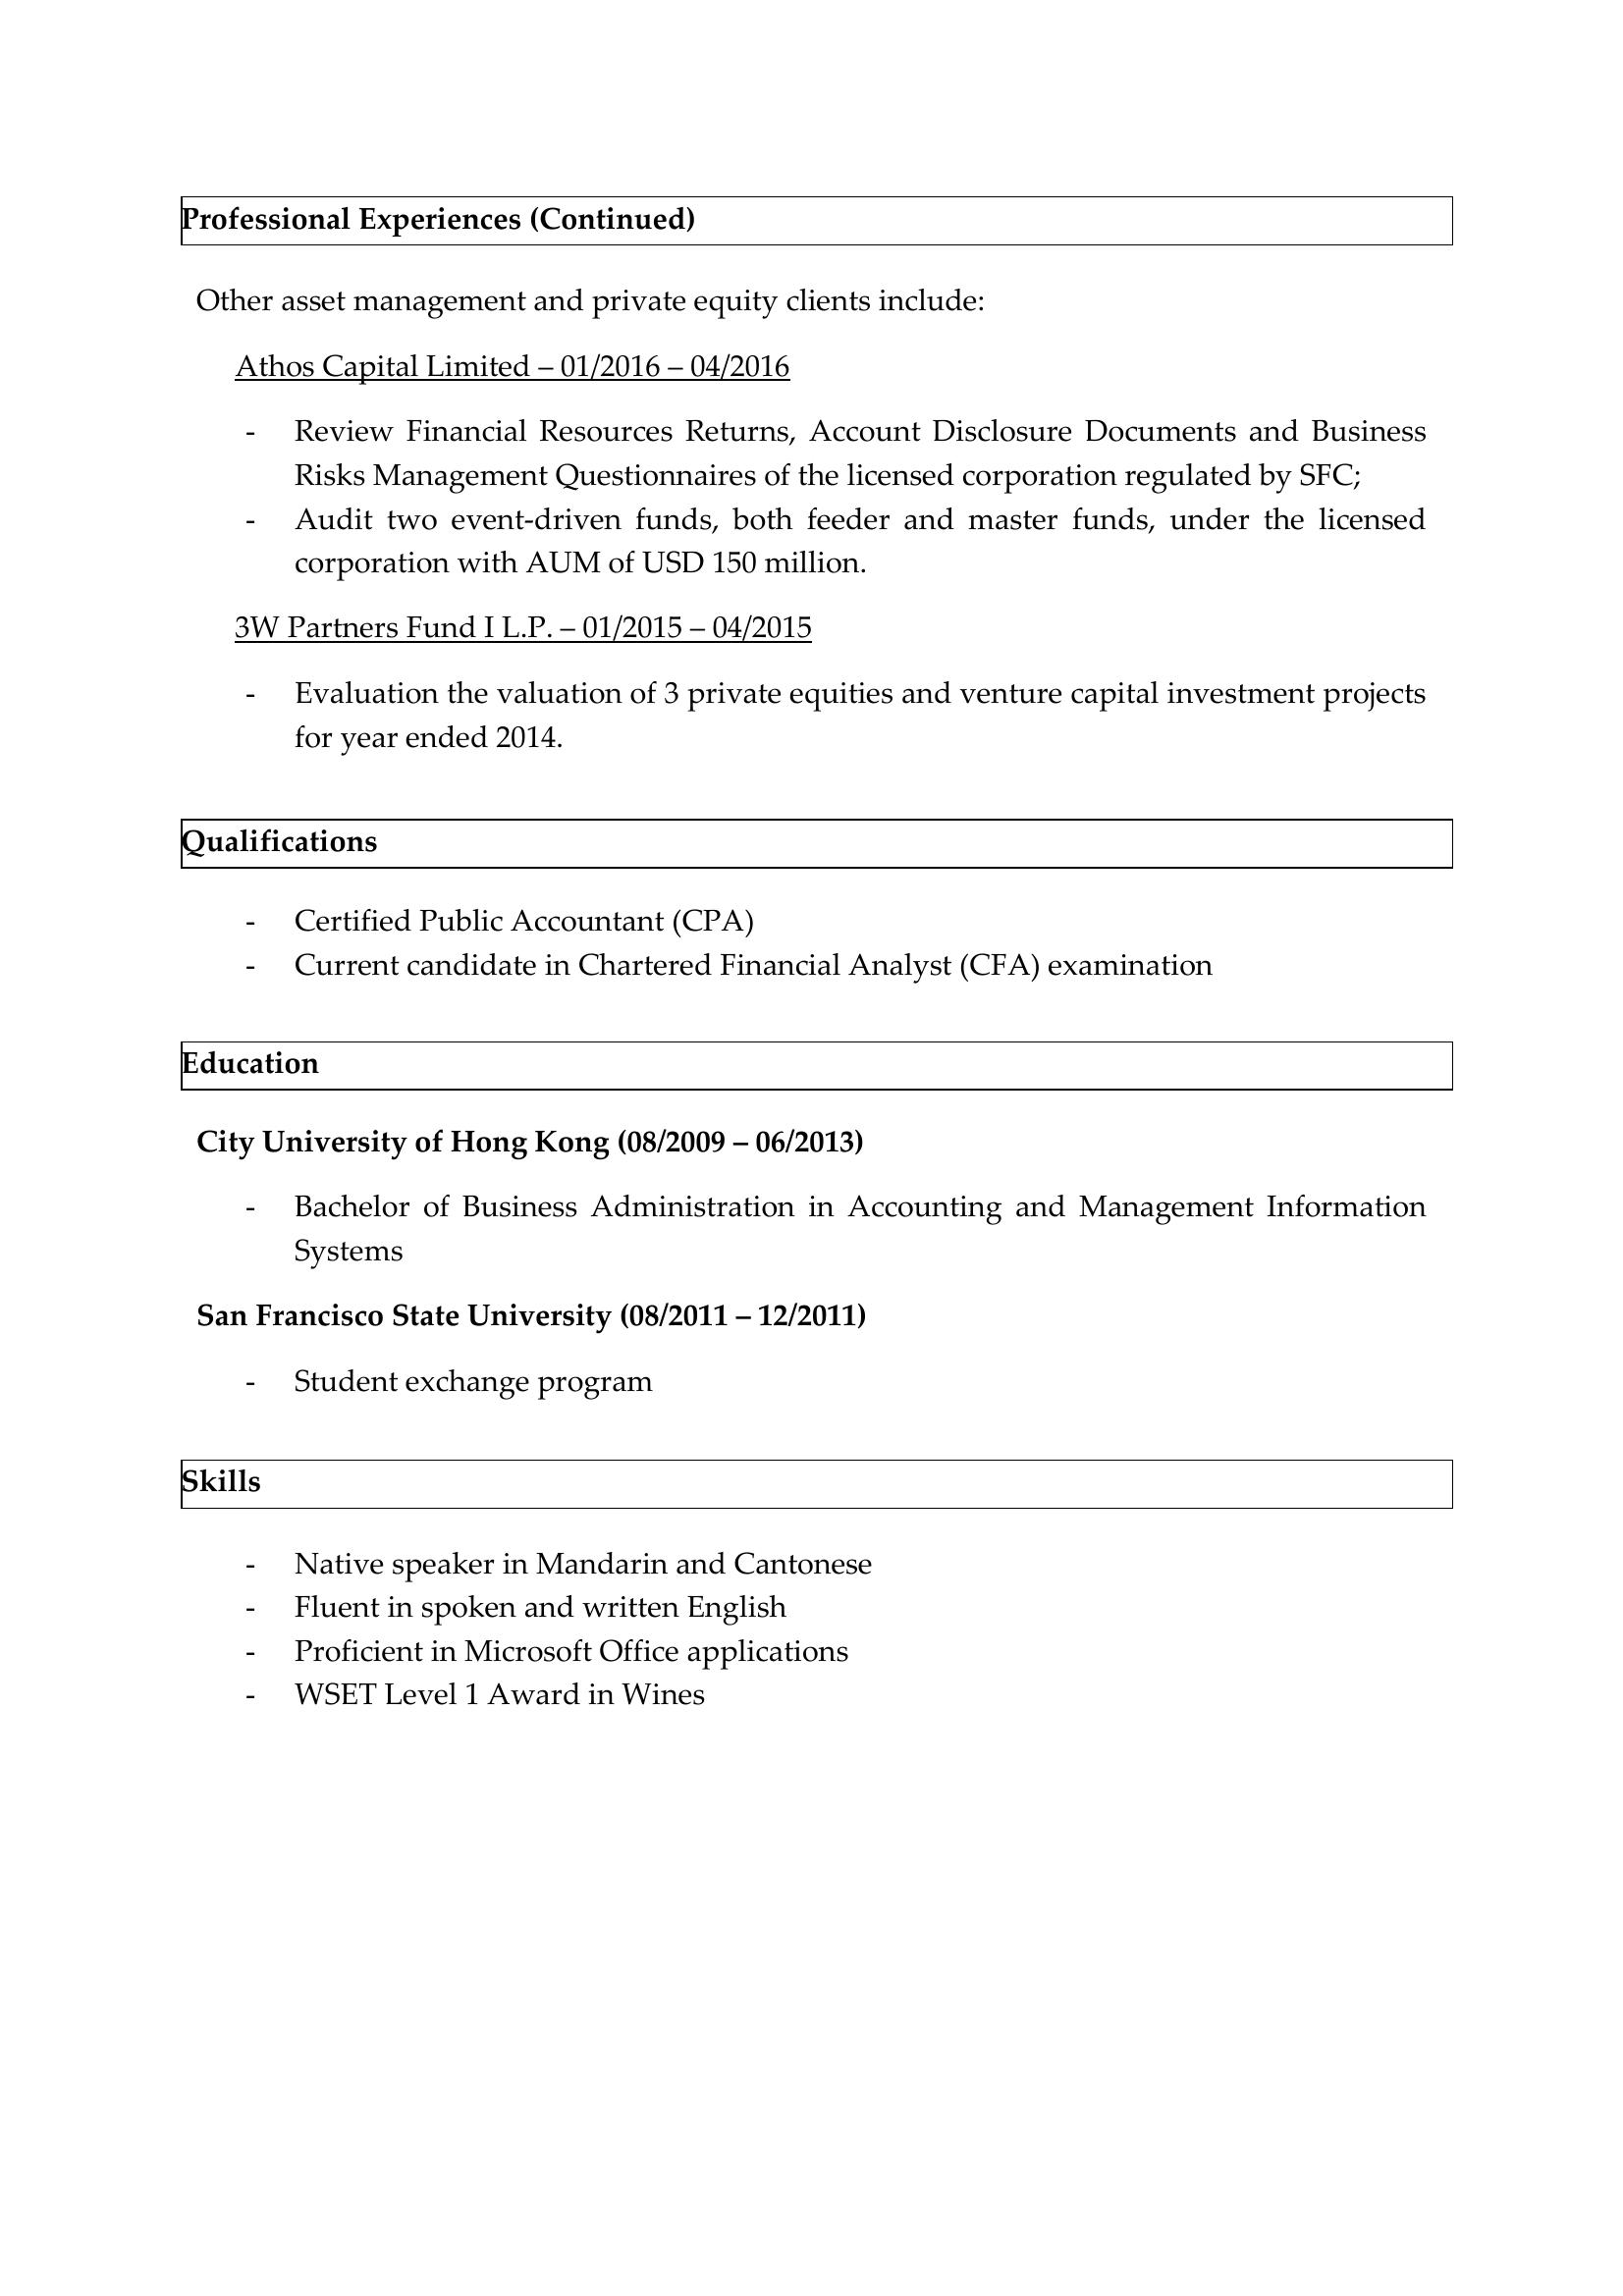 Professional Experiences (Continued)
Other asset management and private equity clients include:
Athos Capital Limited – 01/2016 – 04/2016
- Review Financial Resources Returns, Account Disclosure Documents and Business
Risks Management Questionnaires of the licensed corporation regulated by SFC;
- Audit two event-driven funds, both feeder and master funds, under the licensed
corporation with AUM of USD 150 million.
3W Partners Fund I L.P. – 01/2015 – 04/2015
- Evaluation the valuation of 3 private equities and venture capital investment projects
for year ended 2014.
Qualifications
- Certified Public Accountant (CPA)
- Current candidate in Chartered Financial Analyst (CFA) examination
Education
City University of Hong Kong (08/2009 – 06/2013)
- Bachelor of Business Administration in Accounting and Management Information
Systems
San Francisco State University (08/2011 – 12/2011)
- Student exchange program
Skills
- Native speaker in Mandarin and Cantonese
- Fluent in spoken and written English
- Proficient in Microsoft Office applications
- WSET Level 1 Award in Wines